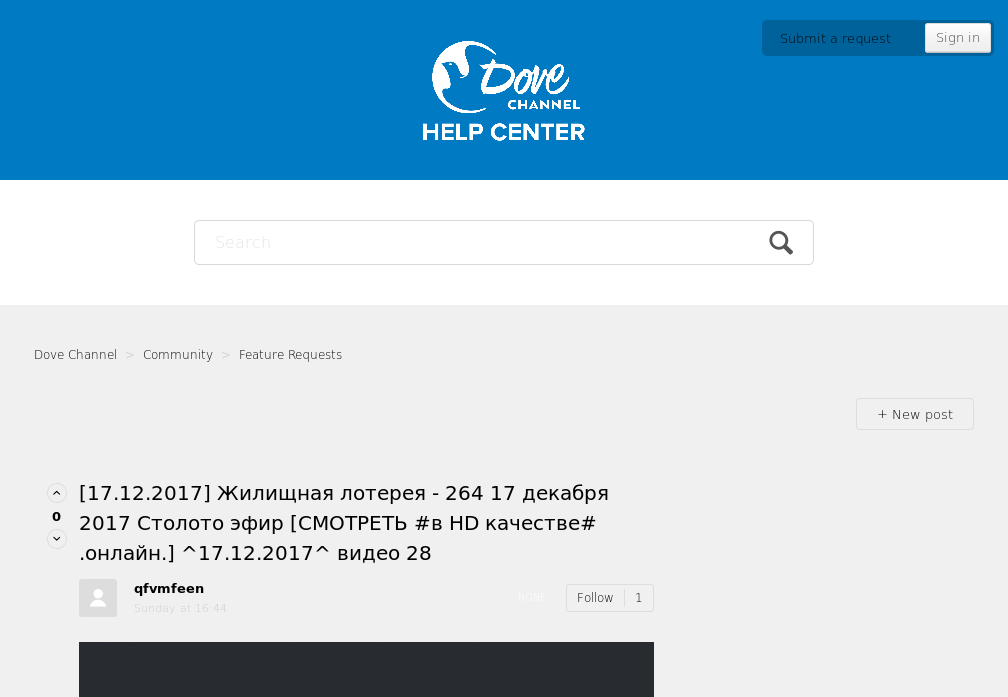 Submit a request
Sign in
Dove
CHANNEL
HELP CENTER
Search
Dove Channel > Community > Feature Requests
+ New post
[17.12.2017] Жилищная лотерея - 264 17 декабря
0
2017 Столото эфир [СМОТРЕТЬ #в HD качестве#
.онлайн.] ^17.12.2017^ видео 28
qfvmfeen
Sunday at 16:44
NONE
Follow 1